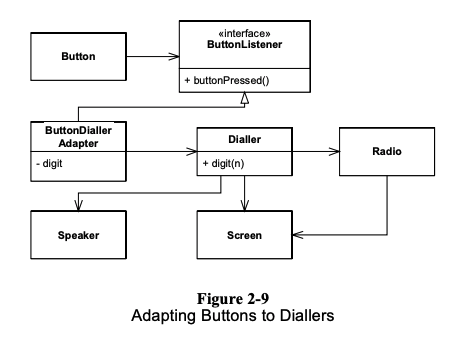 «interface»
ButtonListener
Button
+ buttonPressed()
ButtonDialler
Adapter
- digit
Dialler
+ digit(n)
Radio
Speaker
Screen
Figure 2-9
Adapting Buttons to Diallers